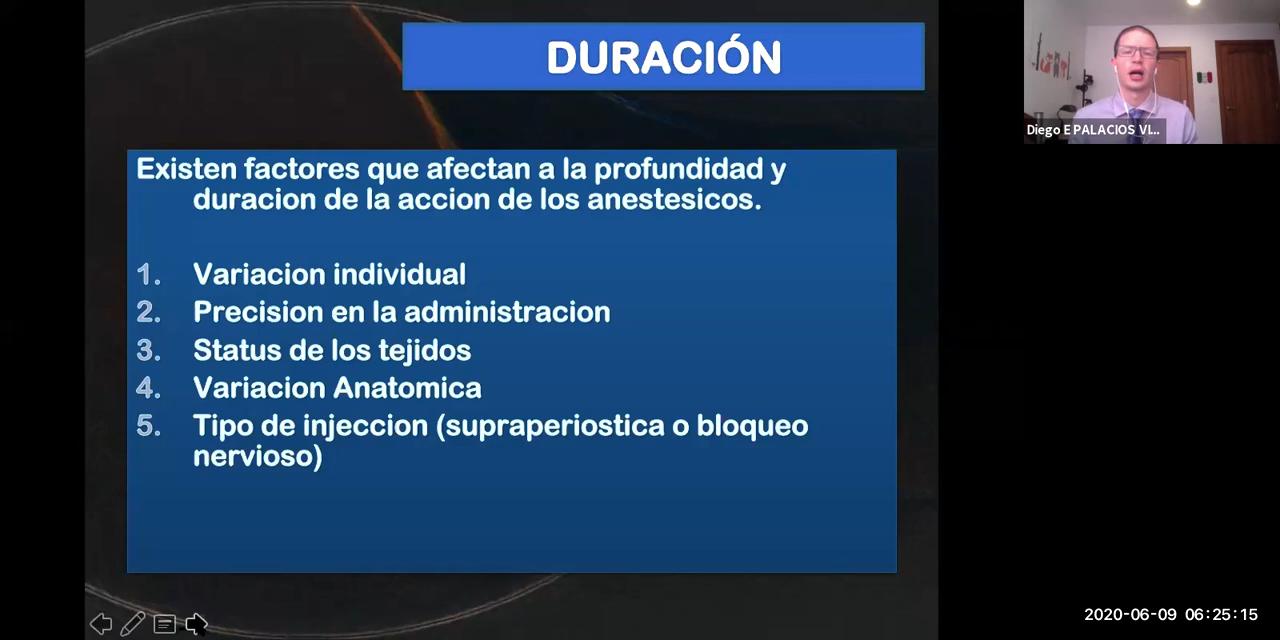 DURACIÓN
Existen factores que afectan a la profundidad y
duracion de la accion de los anestesicos.
1. Variacion individual
2. Precision en la administracion
3. Status de los tejidos
4. Variacion Anatomica
5. Tipo de injeccion (supraperiostica o bloqueo
nervioso)
Diego E PALACIOS VI...
2020-06-09 06:25:15